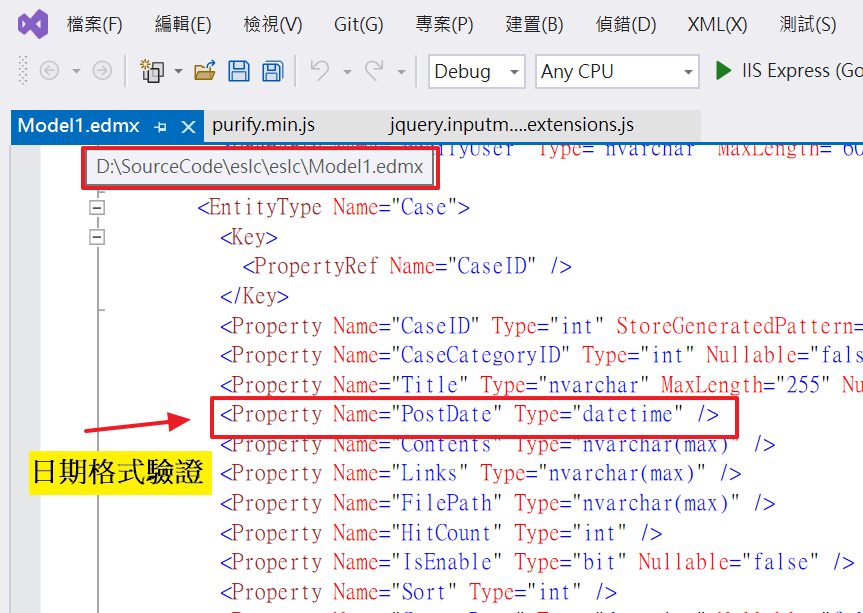 檔案(F) 編輯(E) 檢視(V) Git(G) 專案(P) 建置(B) 偵錯(D) XML(X) 測試(S)
Debug Any CPU IIS Express (Go
Model1.edmx purify.min.js jquery.inputm....extensions.js
Type="nvarchar" MaxLength="60
D:\SourceCode\eslc\eslc\Model1.edmx
<EntityType Name="Case">
<Key>
<PropertyRef Name="CaseID" />
</Key>
<Property Name="CaseID" Type="int" StoreGeneratedPattern=
<Property Name="CaseCategoryID" Type="int" Nullable="fals
<Property Name="Title" Type="nvarchar" MaxLength="255" Nu
<Property Name="PostDate" Type="datetime" />
<Property Name="Contents" Type="nvarchar(max)" />
日期格式驗證
<Property Name="Links" Type="nvarchar(max)" />
<Property Name="FilePath" Type="nvarchar(max)" />
<Property Name="HitCount" Type="int" />
<Property Name="IsEnable" Type="bit" Nullable="false" />
<Property Name="Sort" Type="int" />